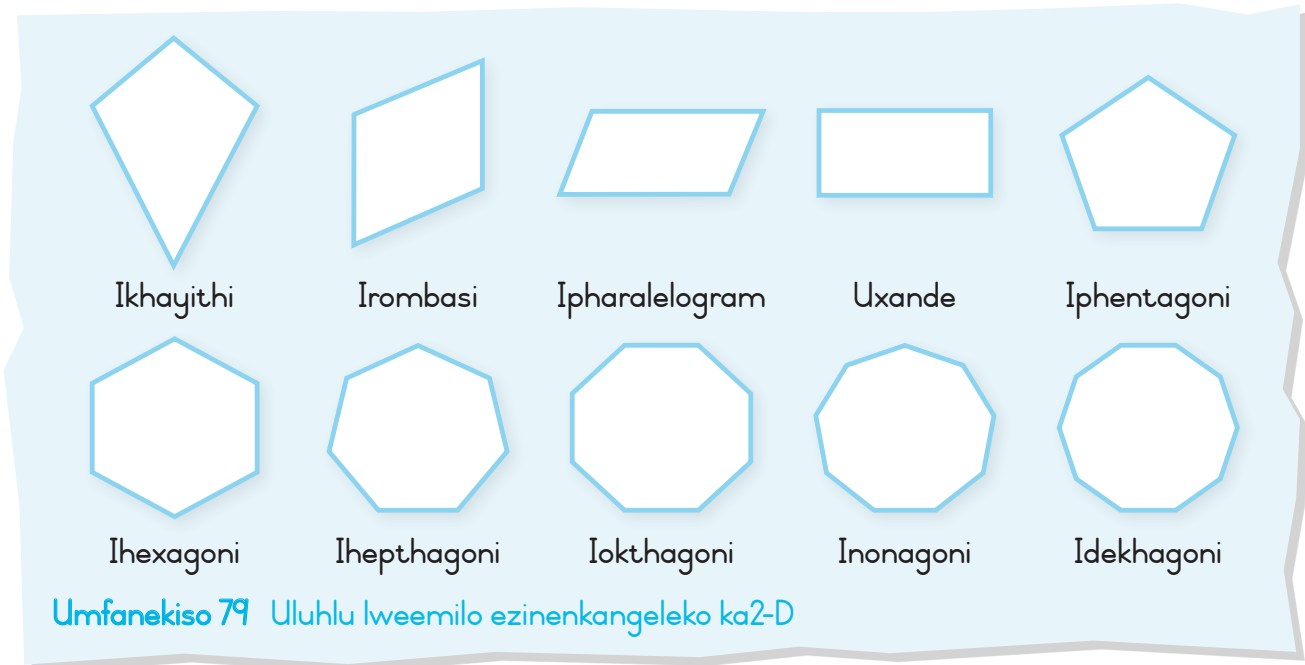 Ikhayithi Irombasi Ipharalelogram Uxande Iphentagoni
Ihexagoni Ihepthagoni Iokthagoni Inonagoni Idekhagoni
Umfanekiso 79 Uluhlu lweemilo ezinenkangeleko ka2-D